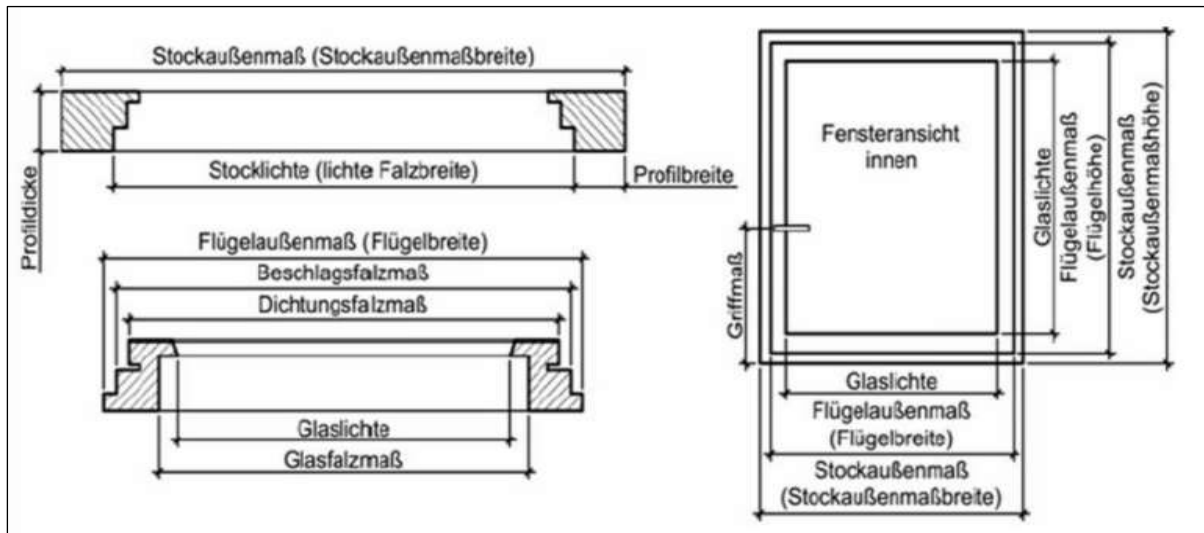 Stockaußenmaß (Stockaußenmaßbreite)
Profildicke
Stocklichte (lichte Falzbreite)
Profilbreite
Flügelaußenmaß (Flügelbreite)
Beschlagsfalzmaß
Dichtungsfalzmaß
Glaslichte
Glasfalzmaß
Fensteransicht
innen
Griffmaß
Glaslichte
Flügelaußenmaß
(Flügelhöhe)
Stockaußenmaß
(Stockaußenmaßhöhe)
Glaslichte
Flügelaußenmaß
(Flügelbreite)
Stockaußenmaß
(Stockaußenmaßbreite)